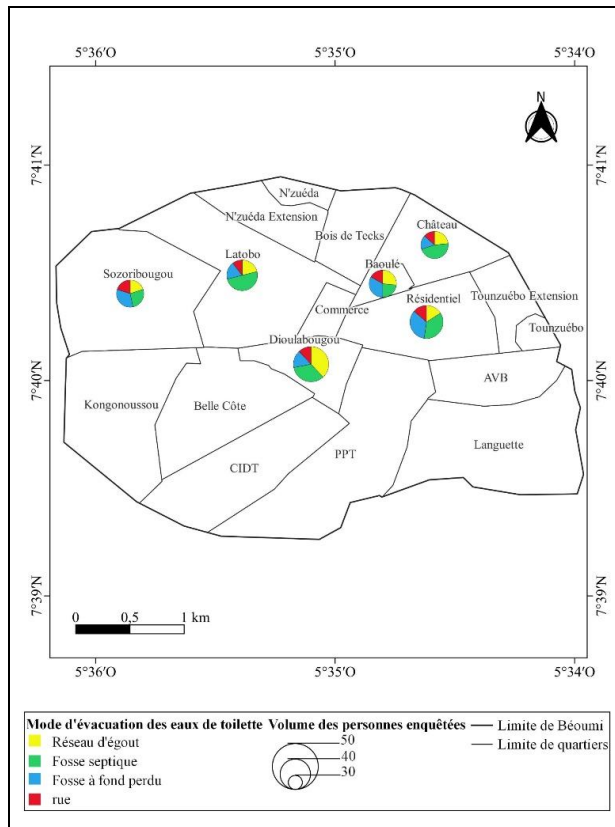 5°36'O 5°35'O 5°34'O
N
7°41'N 7°41'N
N'zuéda
N'zuéda Extension
Bois de Tecks
Château
Latobo
Baoulé
Sozoribougou
Résidentiel
Tounzuébo Extension
Commerce
Tounzuébo
Dioulabougou
7°40'N 7°40'N
AVB
Kongonoussou
Belle Côte
Languette
PPT
CIDT
7°39'N 7°39'N
0 0,5 1 km
5°36'O 5°35'O 5°34'O
Mode d'évacuation des eaux de toilette
Réseau d'égout
Fosse septique
Fosse à fond perdu
rue
Volume des personnes enquêtées
50
40
30
Limite de Béoumi
Limite de quartiers